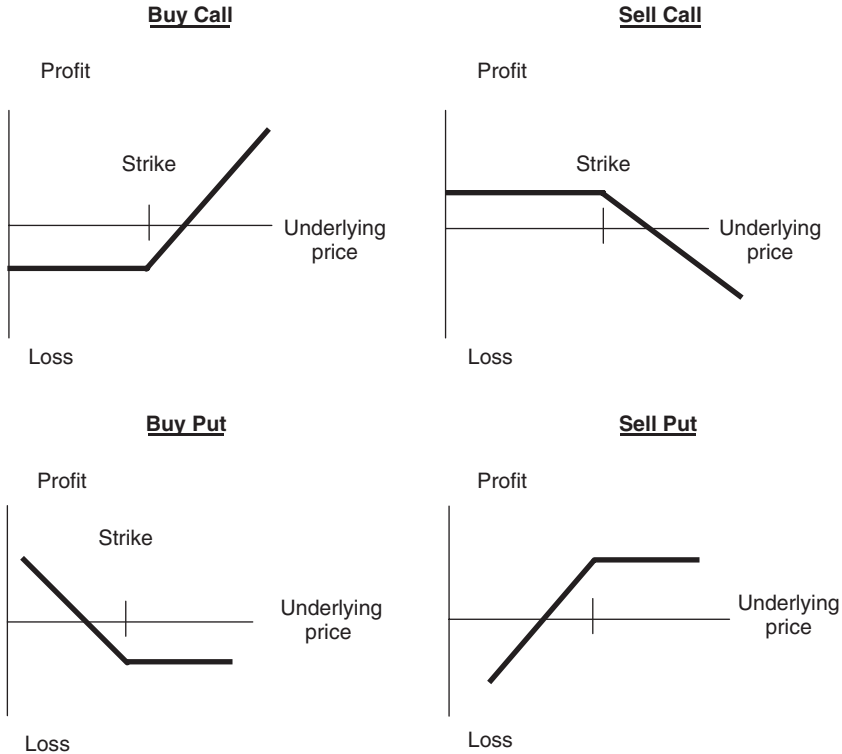 Buy Call
Profit
Strike
Underlying
price
Loss
Sell Call
Profit
Strike
Underlying
price
Loss
Buy Put
Profit
Strike
Underlying
price
Loss
Sell Put
Profit
Underlying
price
Loss